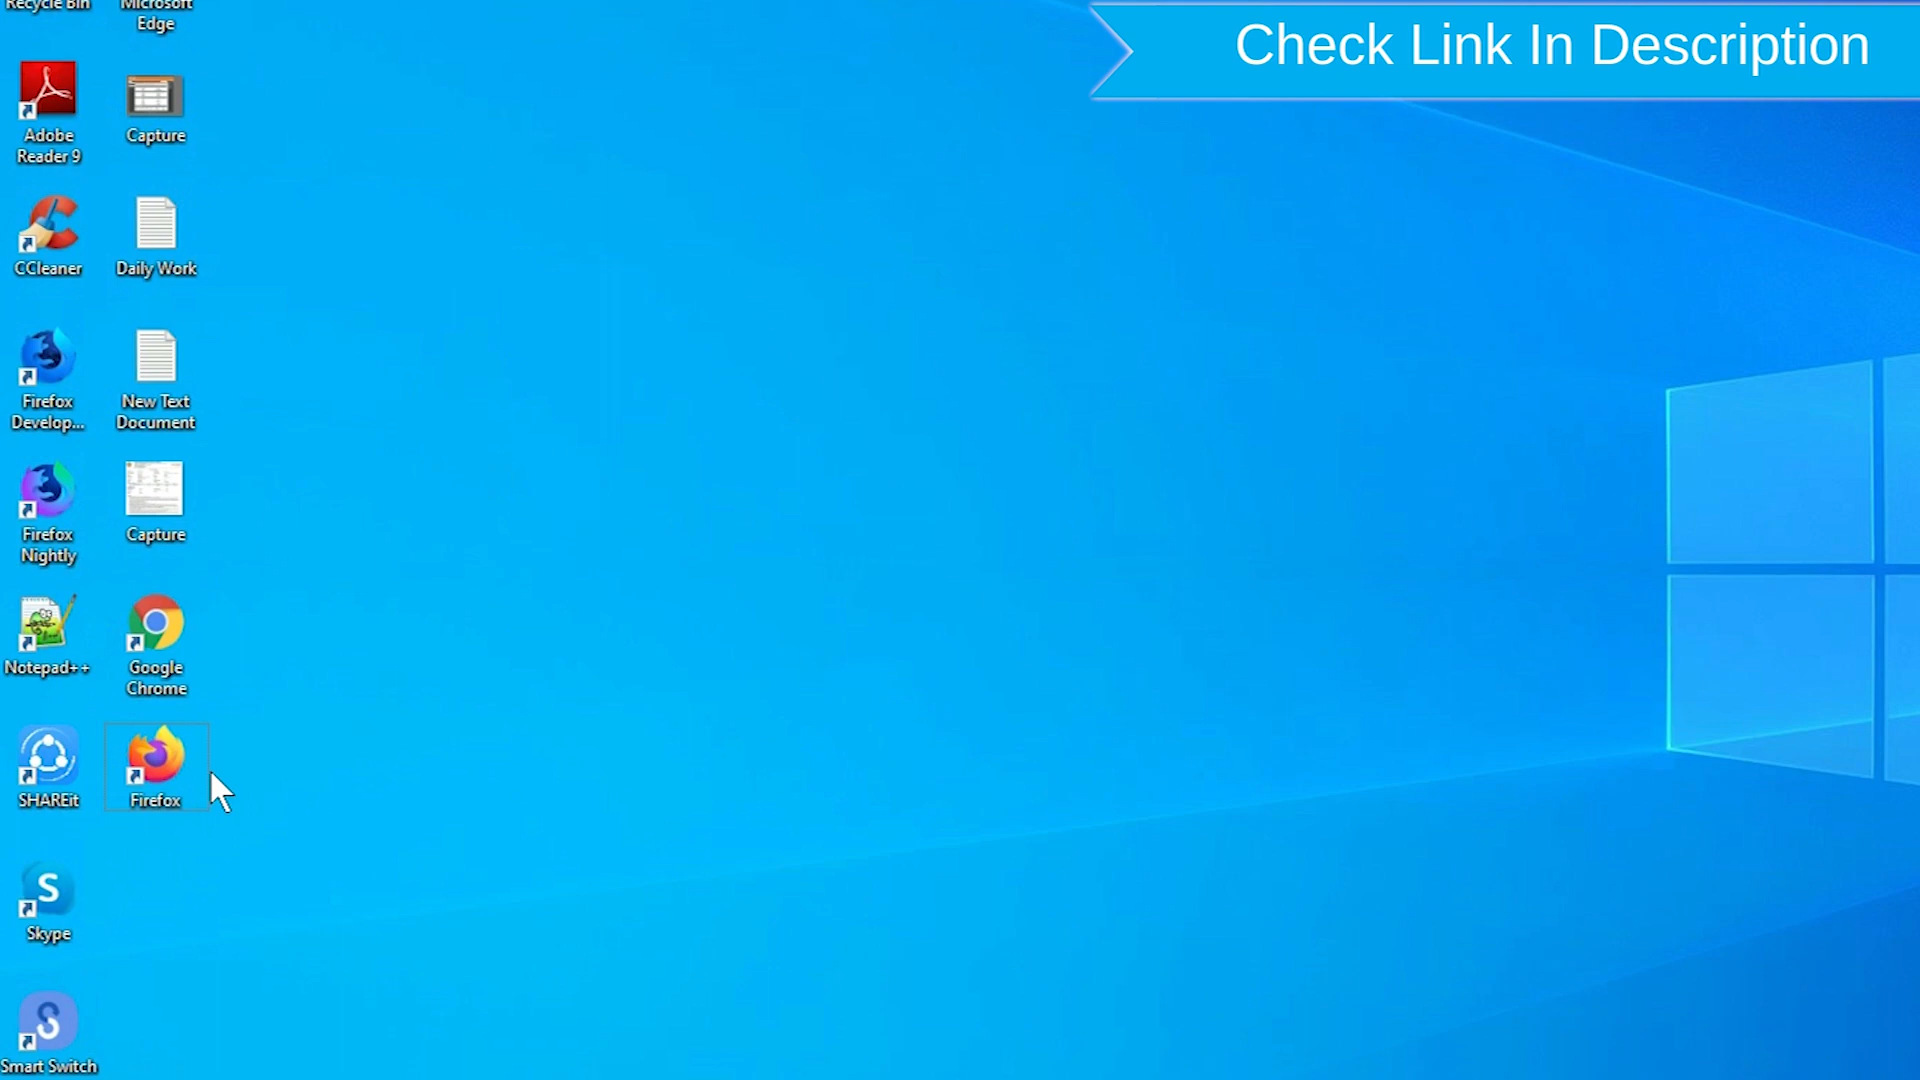 Recycle Bin
Microsoft
Edge
Check Link In Description
Adobe
Reader 9
Capture
CCleaner
Daily Work
Firefox
Develop...
New Text
Document
Firefox
Nightly
Capture
Notepad++
Google
Chrome
SHAREit
Firefox
Skype
Smart Switch